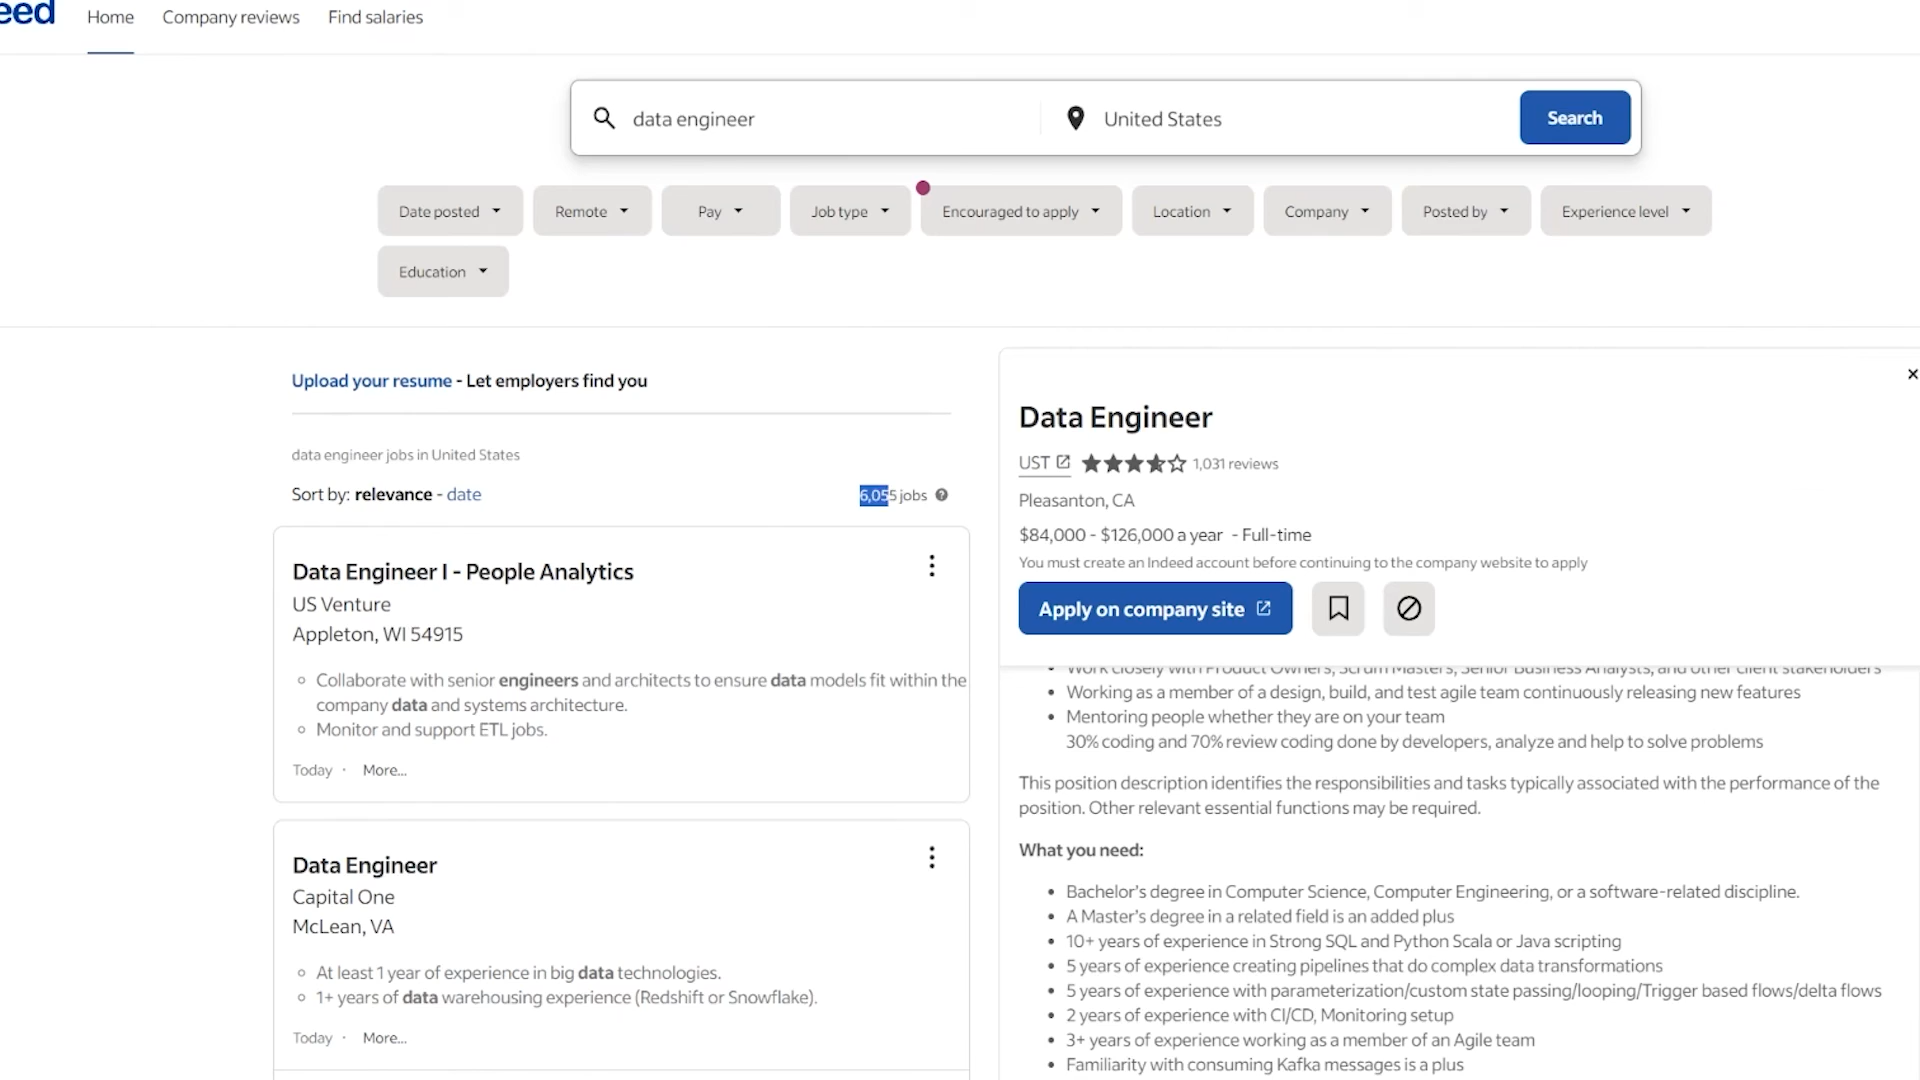 eed
Home Company reviews Find salaries
data engineer United States Search
Date posted Remote Pay Job type Encouraged to apply Location Company Posted by Experience level
Education
Upload your resume - Let employers find you
data engineer jobs in United States
Sort by: relevance - date 6,055 jobs
Data Engineer I - People Analytics
US Venture
Appleton, WI 54915
Collaborate with senior engineers and architects to ensure data models fit within the
company data and systems architecture.
Monitor and support ETL jobs.
Today · More...
Data Engineer
Capital One
McLean, VA
At least 1 year of experience in big data technologies.
1+ years of data warehousing experience (Redshift or Snowflake).
Today · More...
Data Engineer
UST 1,031 reviews
Pleasanton, CA
$84,000 - $126,000 a year - Full-time
You must create an Indeed account before continuing to the company website to apply
Apply on company site
Work closely with Product Owners, Scrum Masters, Senior Business Analysts, and other client stakeholders
Working as a member of a design, build, and test agile team continuously releasing new features
Mentoring people whether they are on your team
30% coding and 70% review coding done by developers, analyze and help to solve problems
This position description identifies the responsibilities and tasks typically associated with the performance of the
position. Other relevant essential functions may be required.
What you need:
Bachelor's degree in Computer Science, Computer Engineering, or a software-related discipline.
A Master's degree in a related field is an added plus
10+ years of experience in Strong SQL and Python Scala or Java scripting
5 years of experience creating pipelines that do complex data transformations
5 years of experience with parameterization/custom state passing/looping/Trigger based flows/delta flows
2 years of experience with CI/CD, Monitoring setup
3+ years of experience working as a member of an Agile team
Familiarity with consuming Kafka messages is a plus